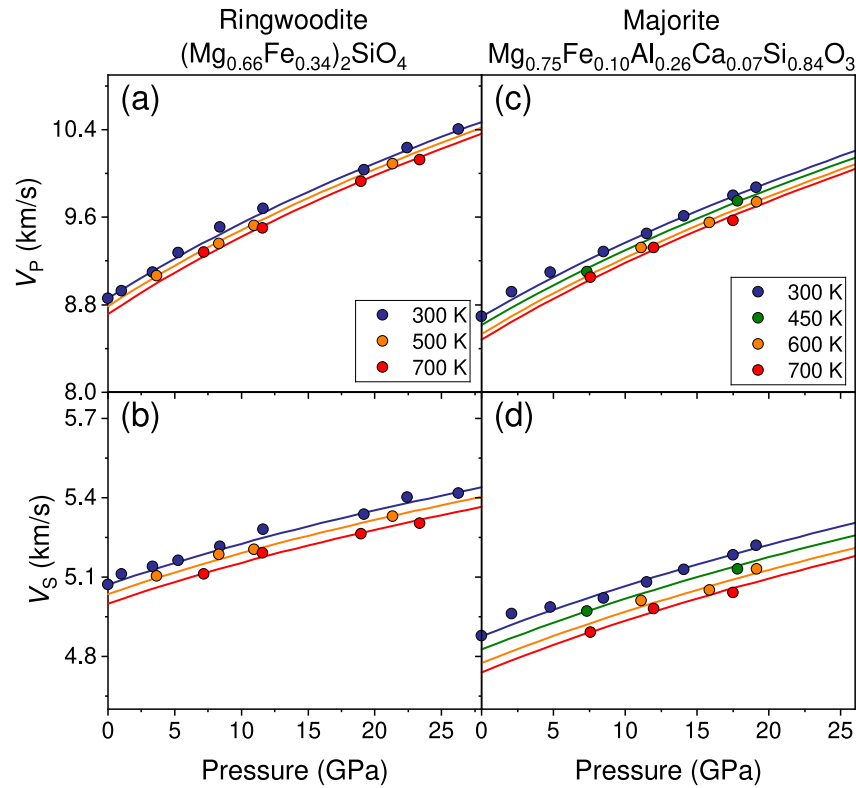 Ringwoodite
(Mg0.66Fe0.34)2SiO4
Majorite
Mg0.75Fe0.10Al0.26Ca0.07Si0.84O3
(a)
(c)
10.4
9.6
8.8
8.0
VP (km/s)
300 K
500 K
700 K
300 K
450 K
600 K
700 K
(b)
(d)
5.7
5.4
5.1
4.8
VS (km/s)
0 5 10 15 20 25
0 5 10 15 20 25
Pressure (GPa)
Pressure (GPa)